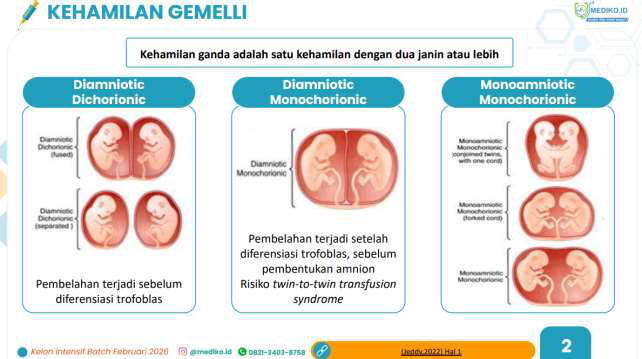 KEHAMILAN GEMELLI
MEDIKO.ID
Kehamilan ganda adalah satu kehamilan dengan dua janin atau lebih
Diamniotic
Dichorionic
Diamniotic
Dichorionic
(fused)
Diamniotic
Dichorionic
(separated )
Pembelahan terjadi sebelum
diferensiasi trofoblas
Diamniotic
Monochorionic
Diamniotic
Monochorionic
Pembelahan terjadi setelah
diferensiasi trofoblas, sebelum
pembentukan amnion
Risiko twin-to-twin transfusion
syndrome
Monoamniotic
Monochorionic
Monoamniotic
Monochorionic
(conjoined twins,
with one cord)
Monoamniotic
Monochorionic
(forked cord)
Monoamniotic
Monochorionic
Kelon Intensif Batch Februari 2026
@mediko.id
0821-3403-8758
(Jeddy,2022) Hal 1
2